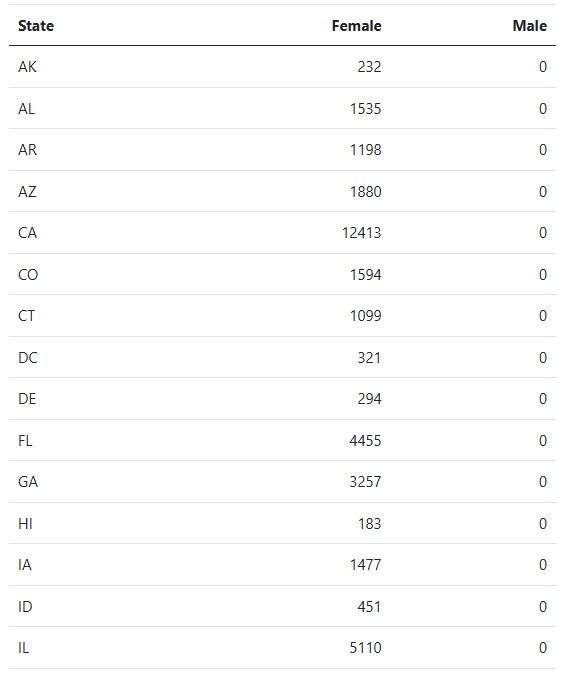 State Female Male
AK 232 0
AL 1535 0
AR 1198 0
AZ 1880 0
CA 12413 0
CO 1594 0
CT 1099 0
DC 321 0
DE 294 0
FL 4455 0
GA 3257 0
HI 183 0
IA 1477 0
ID 451 0
IL 5110 0